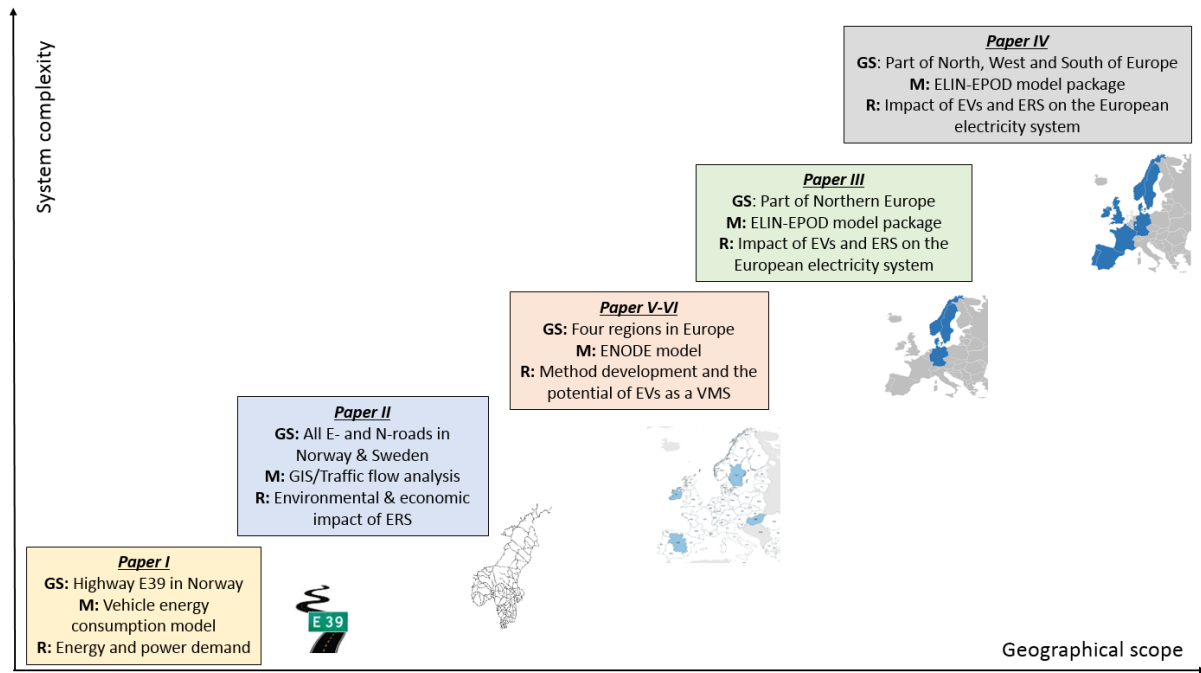 System complexity
Paper IV
GS: Part of North, West and South of Europe
M: ELIN-EPOD model package
R: Impact of EVs and ERS on the European
electricity system
Paper III
GS: Part of Northern Europe
M: ELIN-EPOD model package
R: Impact of EVs and ERS on the
European electricity system
Paper V-VI
GS: Four regions in Europe
M: ENODE model
R: Method development and the
potential of EVs as a VMS
Paper II
GS: All E- and N-roads in
Norway & Sweden
M: GIS/Traffic flow analysis
R: Environmental & economic
impact of ERS
Paper I
GS: Highway E39 in Norway
M: Vehicle energy
consumption model
R: Energy and power demand
E 39
Geographical scope